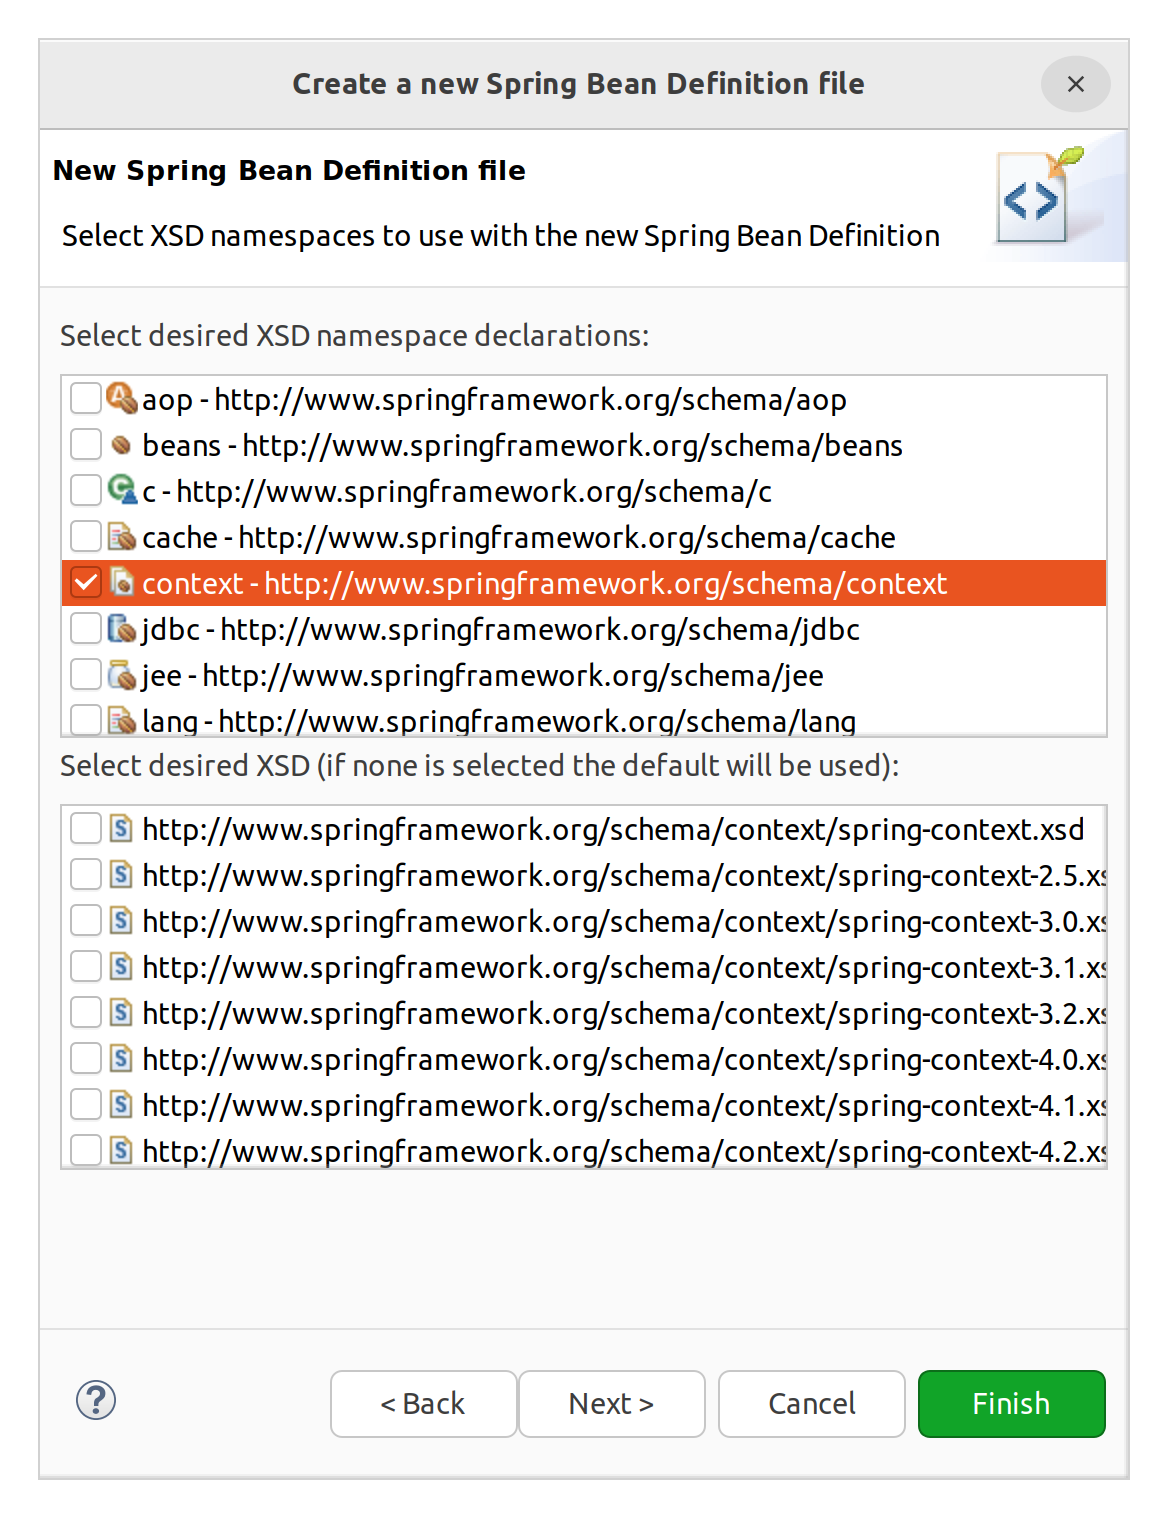 Create a new Spring Bean Definition file
New Spring Bean Definition file
Select XSD namespaces to use with the new Spring Bean Definition
Select desired XSD namespace declarations:
aop - http://www.springframework.org/schema/aop
beans - http://www.springframework.org/schema/beans
c - http://www.springframework.org/schema/c
cache - http://www.springframework.org/schema/cache
context - http://www.springframework.org/schema/context
jdbc - http://www.springframework.org/schema/jdbc
jee - http://www.springframework.org/schema/jee
lang - http://www.springframework.org/schema/lang
Select desired XSD (if none is selected the default will be used):
http://www.springframework.org/schema/context/spring-context.xsd
http://www.springframework.org/schema/context/spring-context-2.5.xs
http://www.springframework.org/schema/context/spring-context-3.0.xs
http://www.springframework.org/schema/context/spring-context-3.1.xs
http://www.springframework.org/schema/context/spring-context-3.2.xs
http://www.springframework.org/schema/context/spring-context-4.0.xs
http://www.springframework.org/schema/context/spring-context-4.1.xs
http://www.springframework.org/schema/context/spring-context-4.2.xs
< Back
Next >
Cancel
Finish